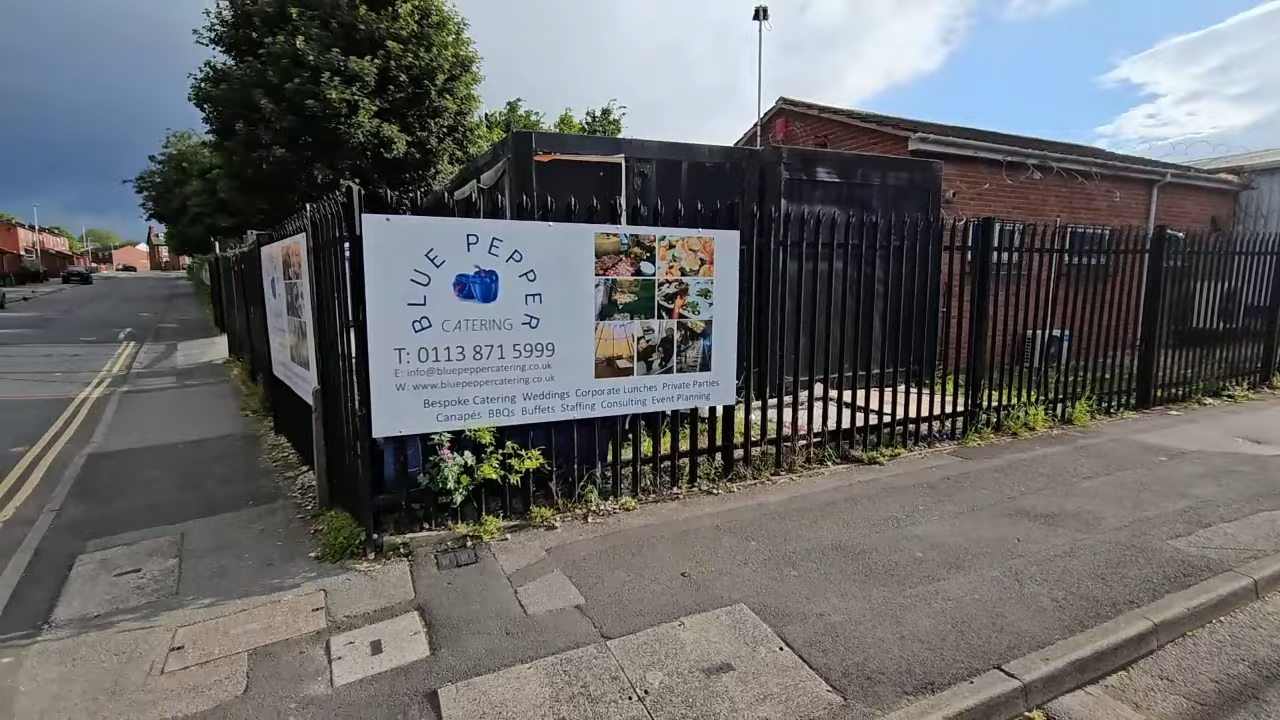 BLUE PEPPER
CATERING
T: 0113 871 5999
E: info@bluepeppercatering.co.uk
W: www.bluepeppercatering.co.uk
Bespoke Catering Weddings Corporate Lunches Private Parties
Canapés BBQs Buffets Staffing Consulting Event Planning